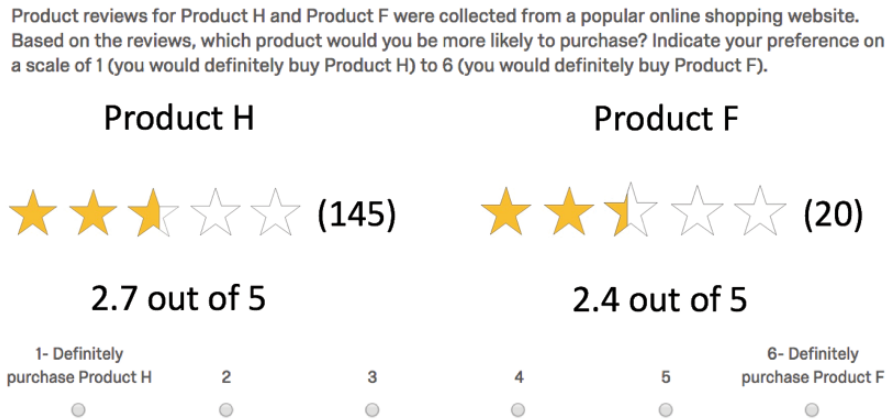 Product reviews for Product H and Product F were collected from a popular online shopping website.
Based on the reviews, which product would you be more likely to purchase? Indicate your preference on
a scale of 1 (you would definitely buy Product H) to 6 (you would definitely buy Product F).
Product H
Product F
(145)
(20)
2.7 out of 5
2.4 out of 5
1- Definitely
purchase Product H
2
3
4
5
6- Definitely
purchase Product F